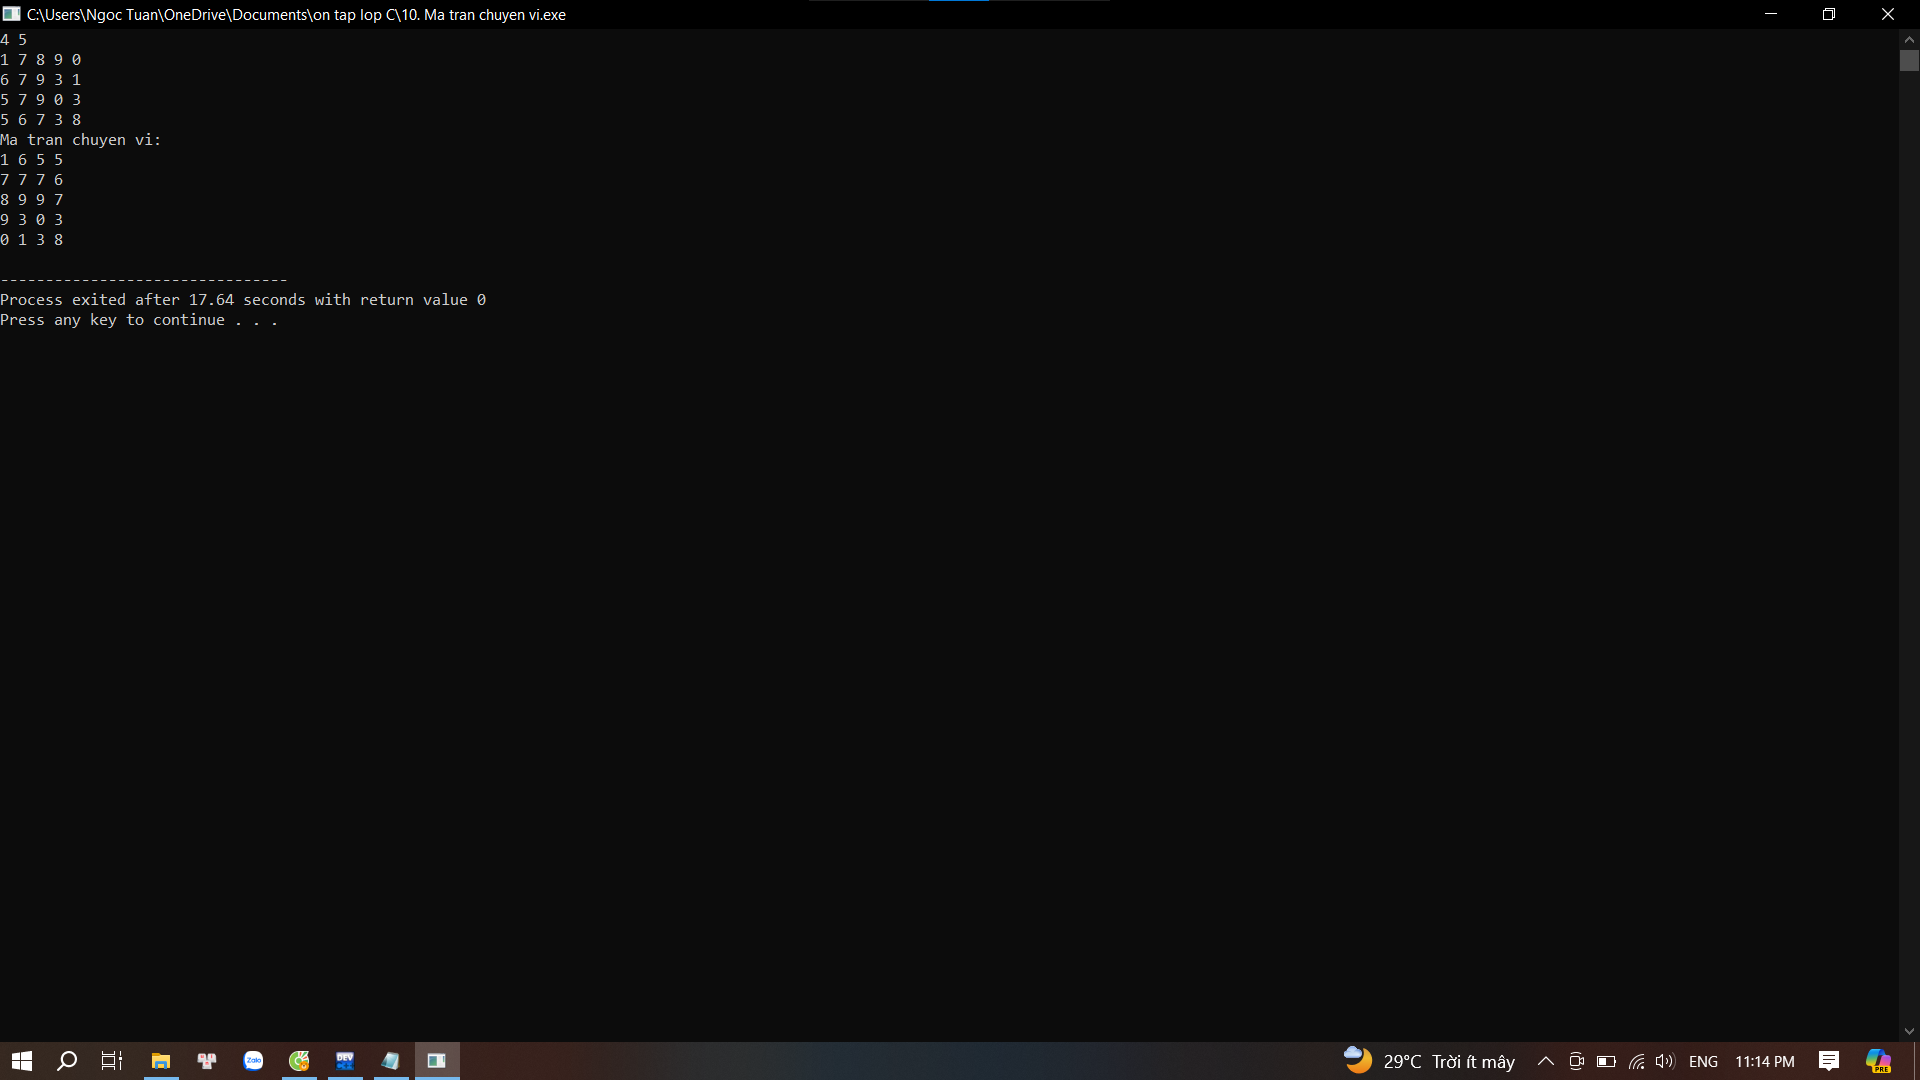 C:\Users\Ngoc Tuan\OneDrive\Documents\on tap lop C\10. Ma tran chuyen vi.exe
4 5
1 7 8 9 0
6 7 9 3 1
5 7 9 0 3
5 6 7 3 8
Ma tran chuyen vi:
1 6 5 5
7 7 7 6
8 9 9 7
9 3 0 3
0 1 3 8
--------------------------------
Process exited after 17.64 seconds with return value 0
Press any key to continue . . .
Zalo
DEV
29°C Trời ít mây
ENG
11:14 PM
PRE